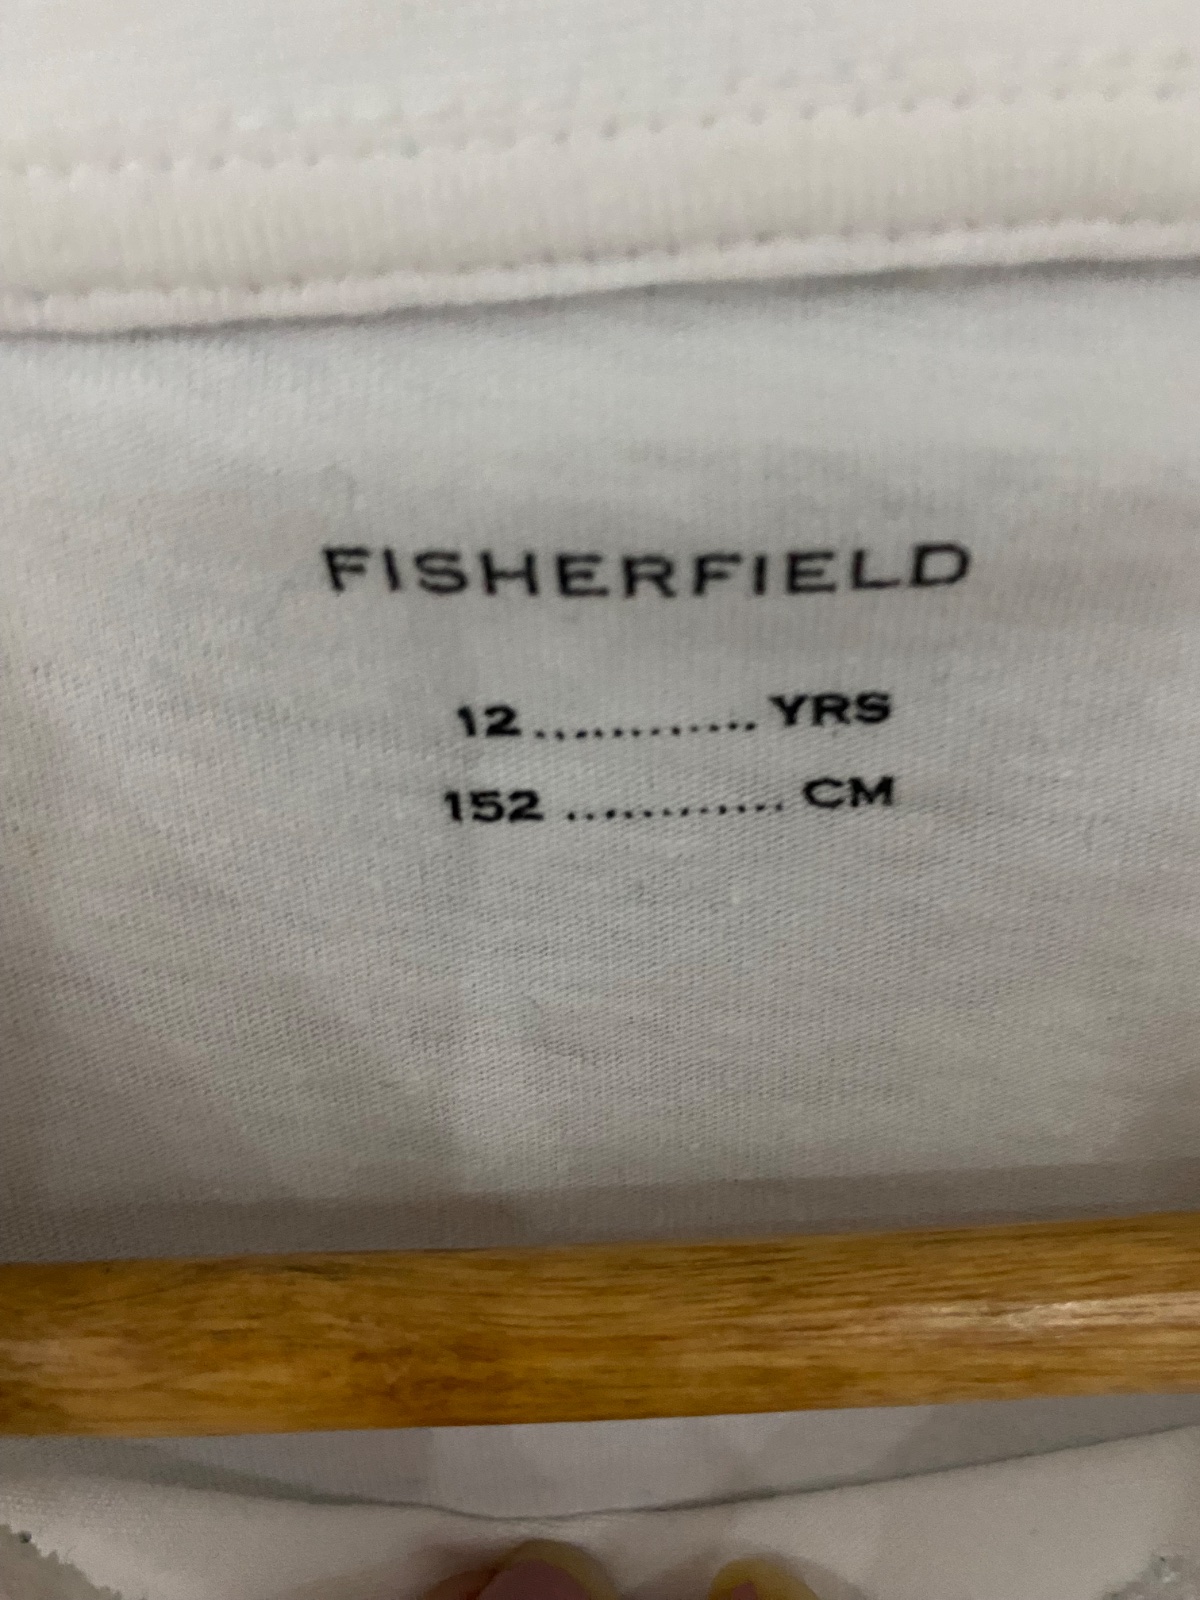 FISHERFIELD
12............ YRS
152 ............ CM